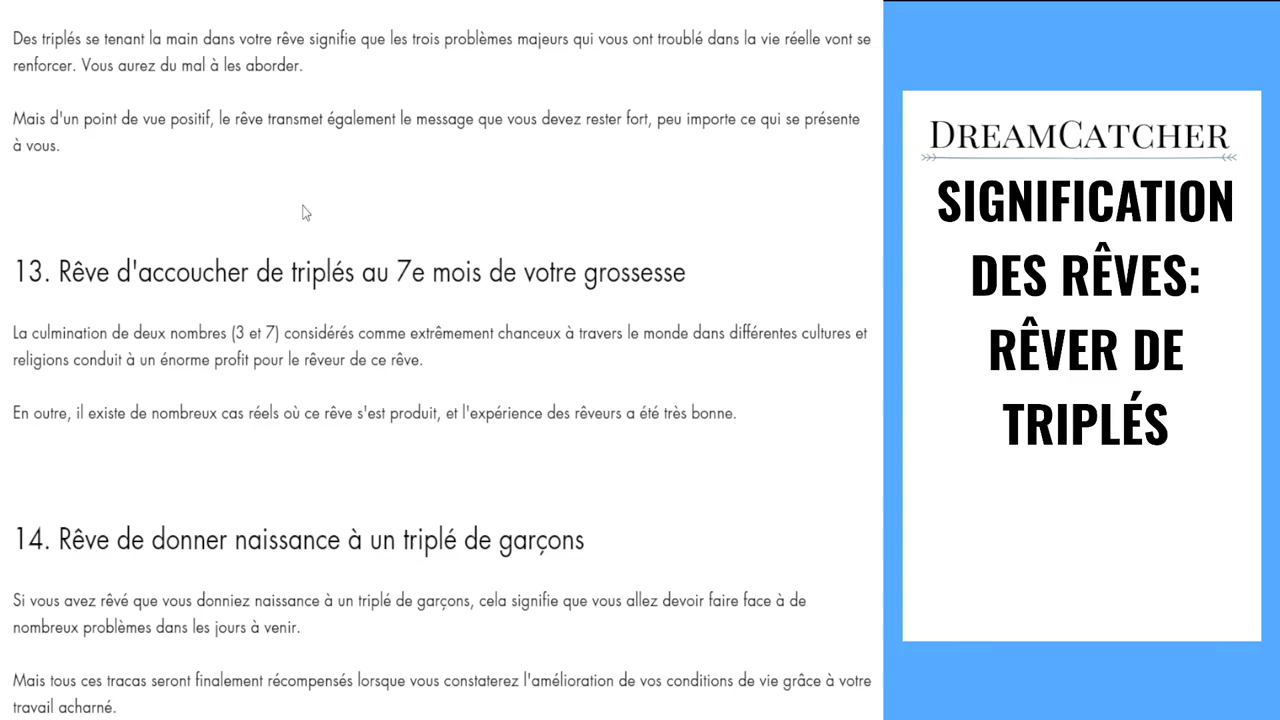 Des triplés se tenant la main dans votre rêve signifie que les trois problèmes majeurs qui vous ont troublé dans la vie réelle vont se
renforcer. Vous aurez du mal à les aborder.
Mais d'un point de vue positif, le rêve transmet également le message que vous devez rester fort, peu importe ce qui se présente
à vous.
13. Rêve d'accoucher de triplés au 7e mois de votre grossesse
La culmination de deux nombres (3 et 7) considérés comme extrêmement chanceux à travers le monde dans différentes cultures et
religions conduit à un énorme profit pour le rêveur de ce rêve.
En outre, il existe de nombreux cas réels où ce rêve s'est produit, et l'expérience des rêveurs a été très bonne.
14. Rêve de donner naissance à un triplé de garçons
Si vous avez rêvé que vous donniez naissance à un triplé de garçons, cela signifie que vous allez devoir faire face à de
nombreux problèmes dans les jours à venir.
Mais tous ces tracas seront finalement récompensés lorsque vous constaterez l'amélioration de vos conditions de vie grâce à votre
travail acharné.
DREAMCATCHER
SIGNIFICATION
DES RÊVES:
RÊVER DE
TRIPLÉS